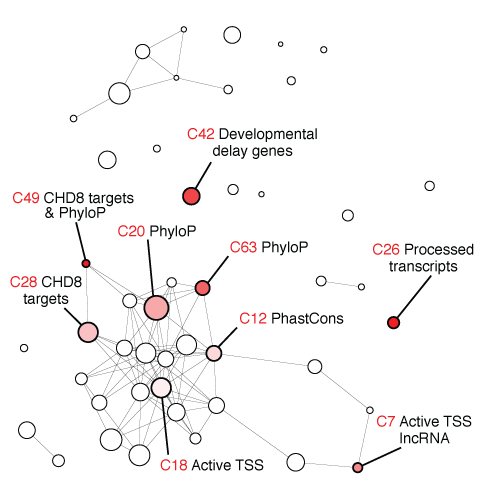 C42 Developmental
delay genes
C49 CHD8 targets
& PhyloP
C20 PhyloP
C63 PhyloP
C26 Processed
transcripts
C28 CHD8
targets
C12 PhastCons
C7 Active TSS
lncRNA
C18 Active TSS